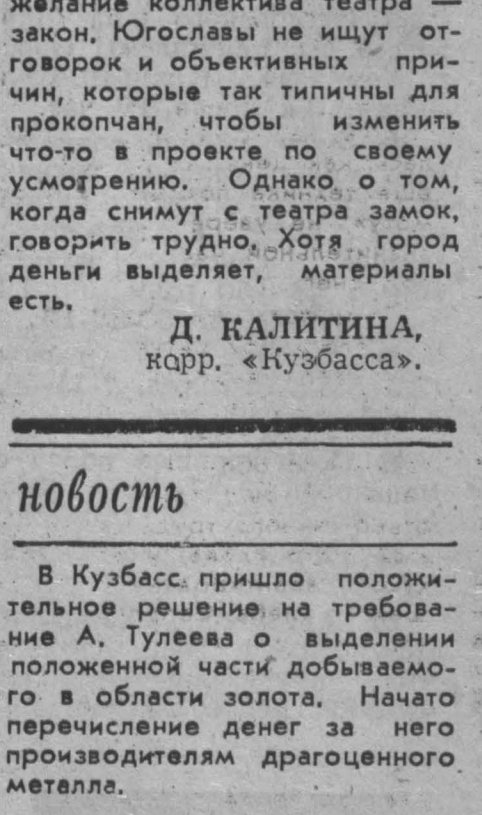 желание коллектива театра —
закон. Югославы не ищут от-
говорок и объективных при-
чин, которые так типичны для
прокопчан, чтобы изменить
что-то в проекте по своему
усмотрению. Однако о том,
когда снимут с театра замок,
говорить трудно. Хотя город
деньги выделяет, материалы
есть.
Д. КАЛИТИНА,
корр. «Кузбасса».
новость
В Кузбасс пришло положи-
тельное решение на требова-
ние А. Тулеева о выделении
положенной части добываемо-
го в области золота. Начато
перечисление денег за него
производителям драгоценного
металла.